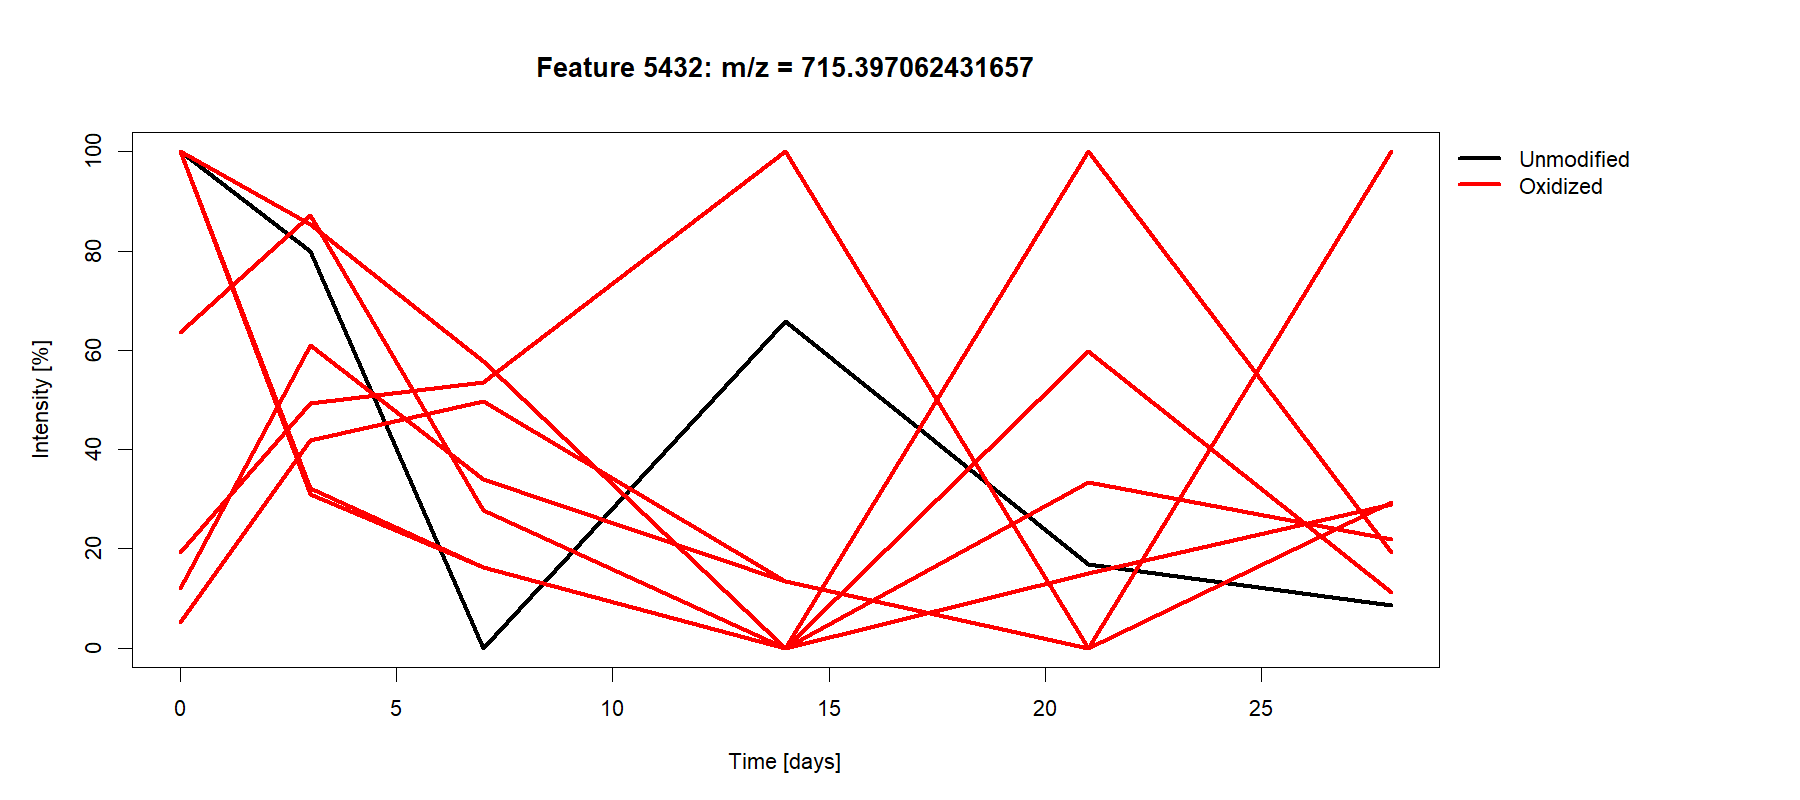 Feature 5432: m/z = 715.397062431657
Unmodified
Oxidized
100
80
60
40
20
0
Intensity [%]
0 5 10 15 20 25
Time [days]